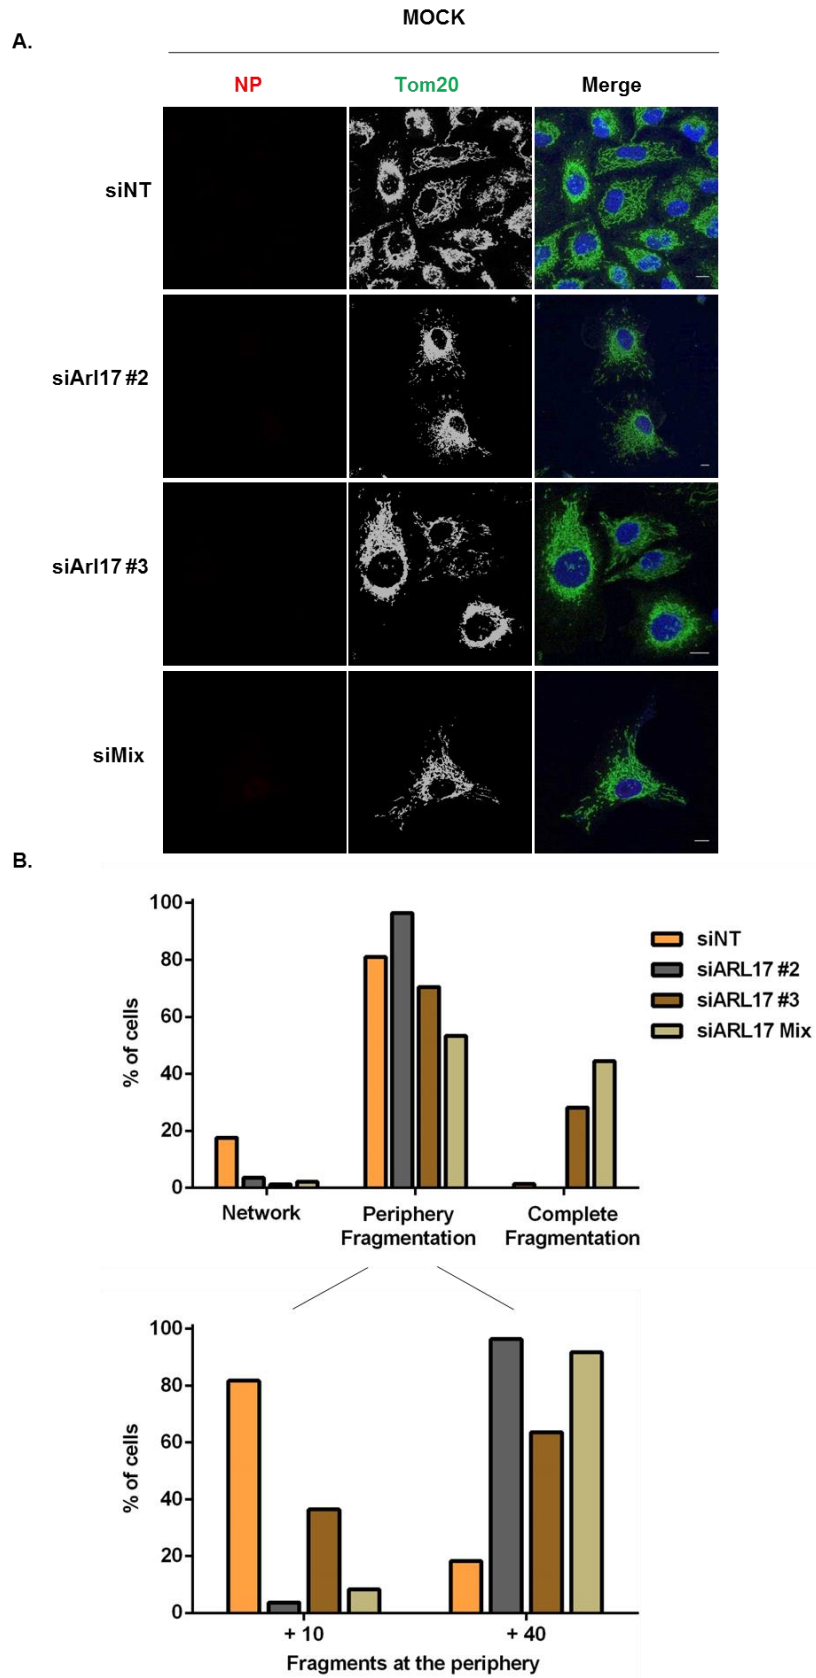 MOCK
A.
NP Tom20 Merge
siNT
siArl17 #2
siArl17 #3
siMix
B.
100
80
60
40
20
0
% of cells
Network
Periphery
Fragmentation
Complete
Fragmentation
siNT
siARL17 #2
siARL17 #3
siARL17 Mix
100
80
60
40
20
0
% of cells
+ 10
+ 40
Fragments at the periphery